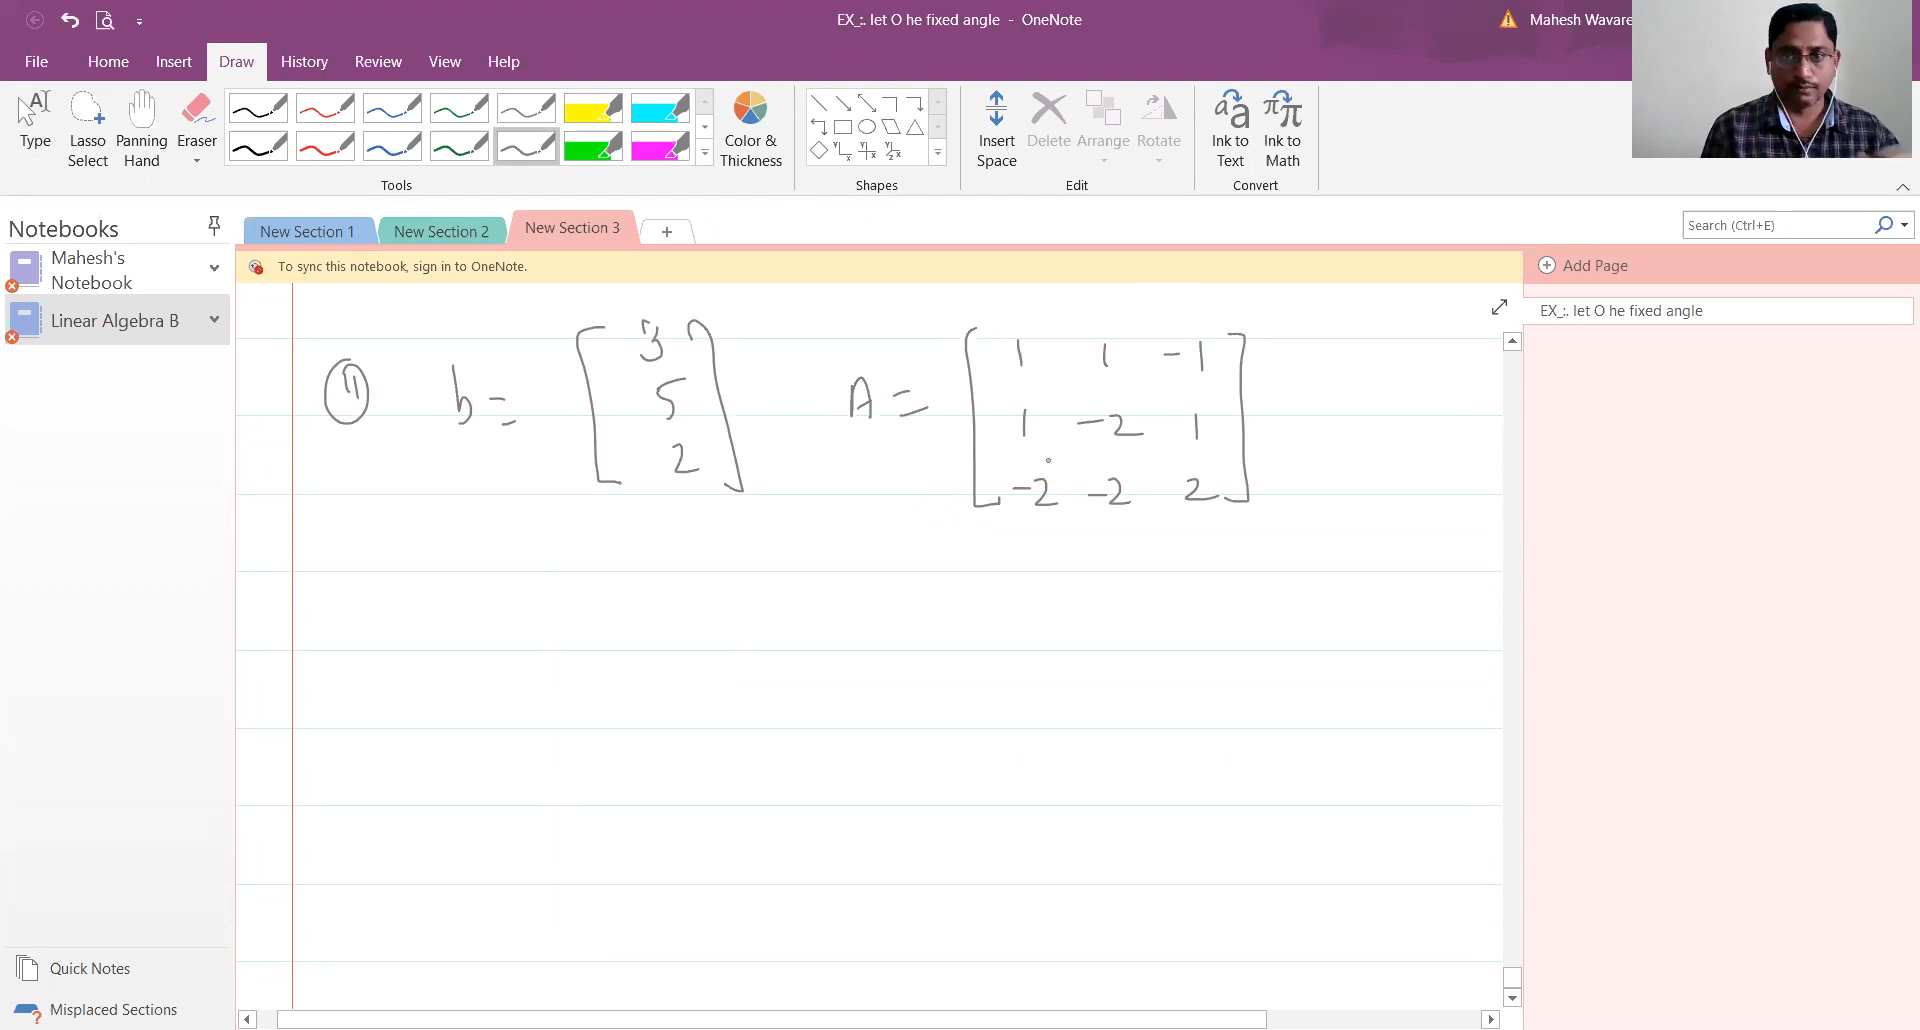 EX_:. let O he fixed angle - OneNote
Mahesh Wavare
File Home Insert Draw History Review View Help
Type
Lasso Select
Panning Hand
Eraser
Color & Thickness
Insert Space
Delete
Arrange
Rotate
Ink to Text
Ink to Math
Tools
Shapes
Edit
Convert
Notebooks
Mahesh's Notebook
Linear Algebra B
New Section 1
New Section 2
New Section 3
+
Search (Ctrl+E)
To sync this notebook, sign in to OneNote.
Add Page
EX_:. let O he fixed angle
b =
3
5
2
A =
1 1 -1
1 -2 1
-2 -2 2
Quick Notes
Misplaced Sections